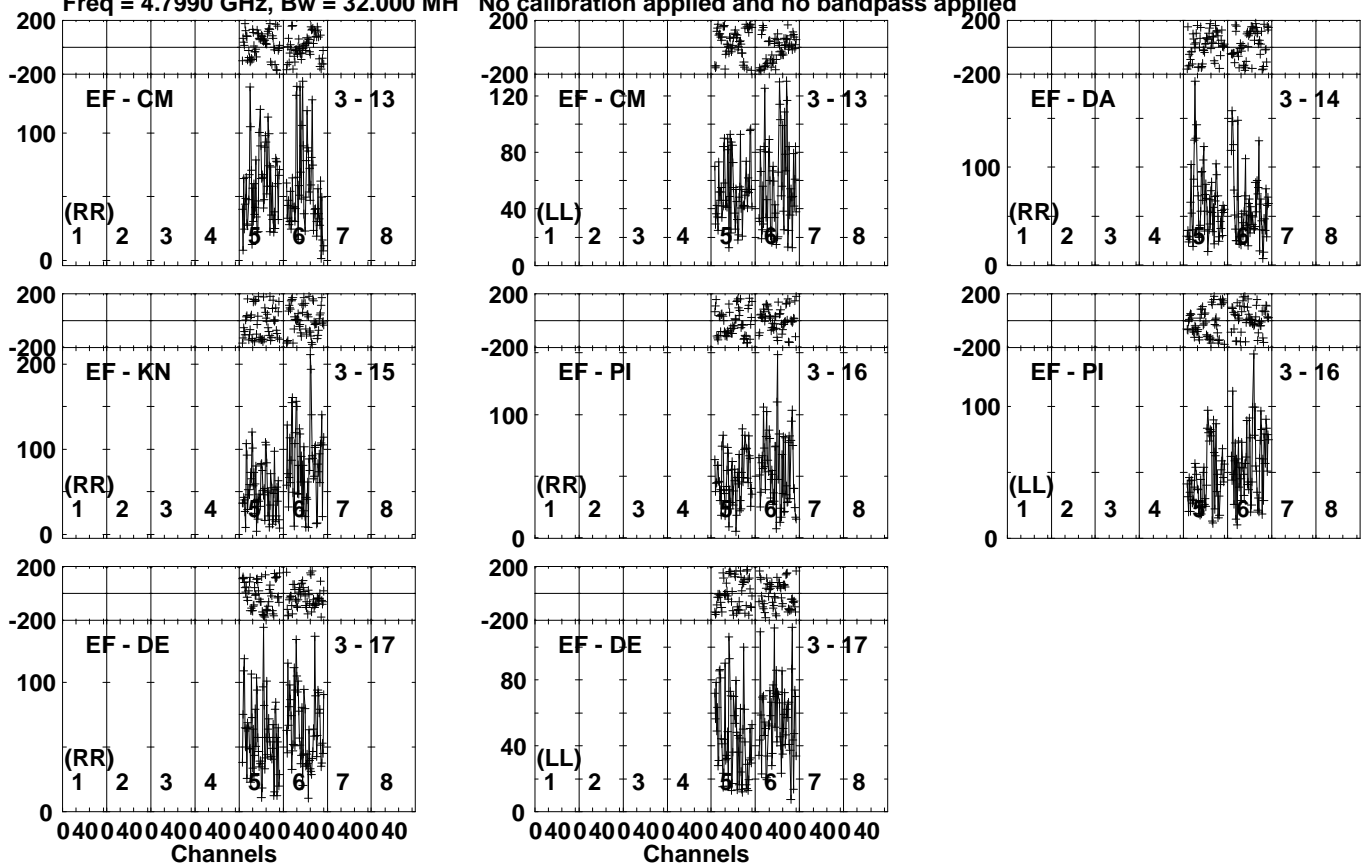 Freq = 4.7990 GHz, Bw = 32.000 MH No calibration applied and no bandpass applied
200
-200
EF - CM 3 - 13
100
0
(RR)
1 2 3 4 5 6 7 8
200
-200
EF - CM 3 - 13
120
80
40
0
(LL)
1 2 3 4 5 6 7 8
200
-200
EF - DA 3 - 14
100
0
(RR)
1 2 3 4 5 6 7 8
200
-200
EF - KN 3 - 15
200
100
0
(RR)
1 2 3 4 5 6 7 8
200
-200
EF - PI 3 - 16
100
0
(RR)
1 2 3 4 5 6 7 8
200
-200
EF - PI 3 - 16
100
0
(LL)
1 2 3 4 5 6 7 8
200
-200
EF - DE 3 - 17
100
0
(RR)
1 2 3 4 5 6 7 8
0 40 0 40 0 40 0 40 0 40 0 40 0 40 0 40
Channels
200
-200
EF - DE 3 - 17
80
40
0
(LL)
1 2 3 4 5 6 7 8
0 40 0 40 0 40 0 40 0 40 0 40 0 40 0 40
Channels